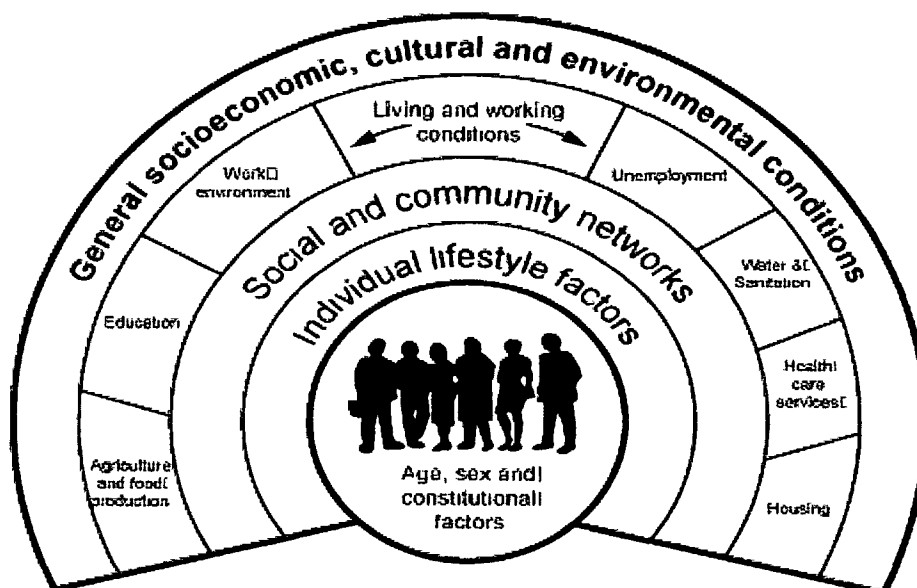 General socioeconomic, cultural and environmental conditions
Living and working
conditions
Work
environment
Unemployment
Social and community networks
Water &
Sanitation
Individual lifestyle factors
Education
Health
care
services
Agriculture
and food
production
Age, sex and
constitutional
factors
Housing